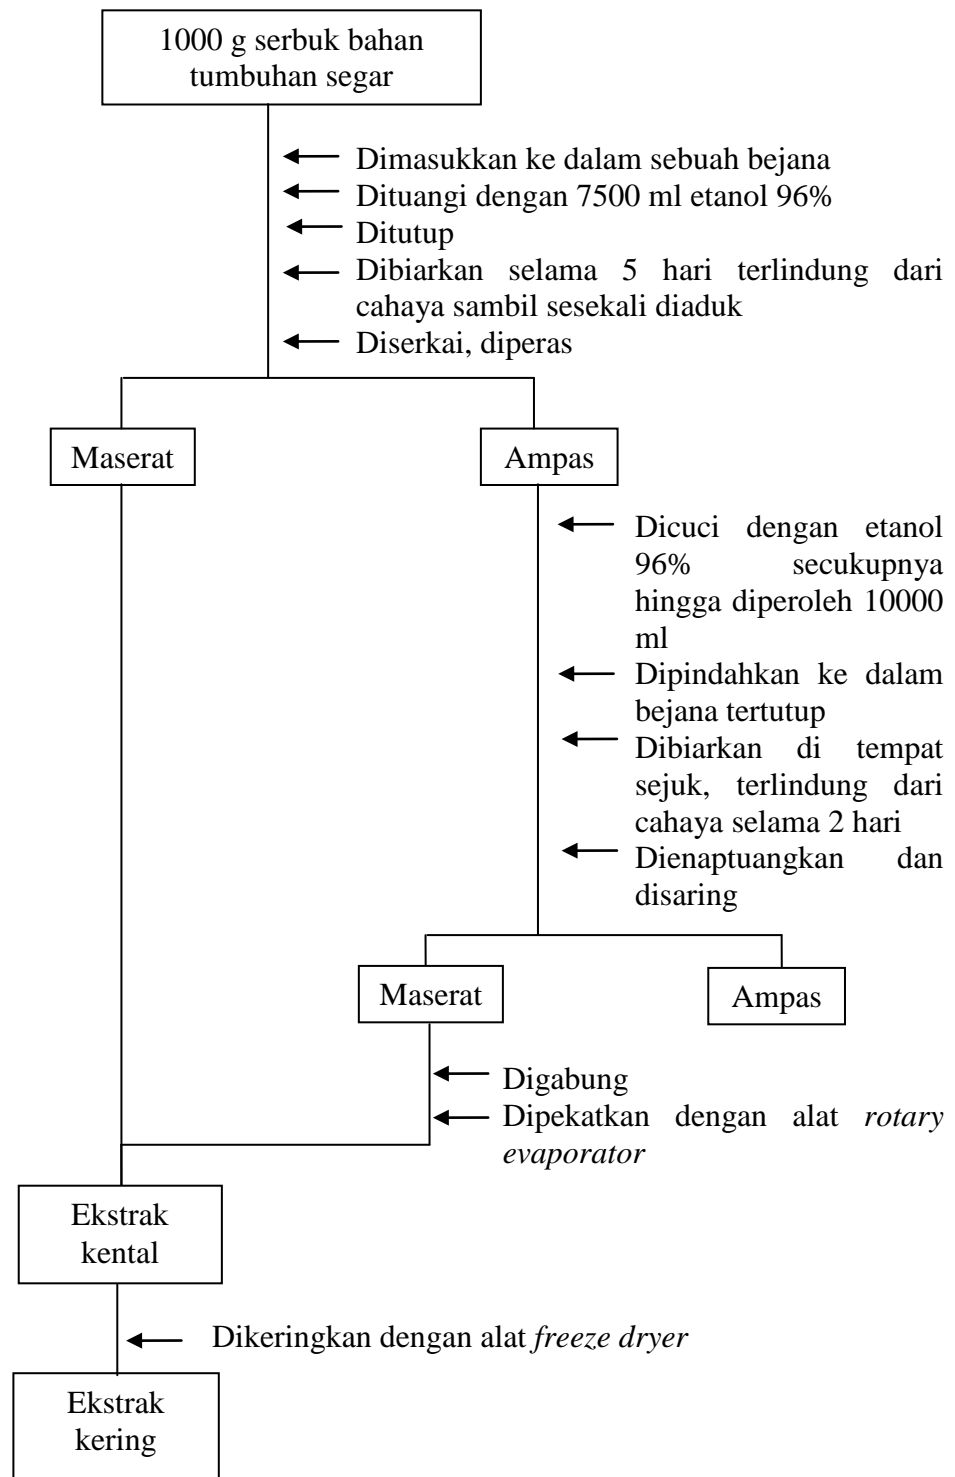 1000 g serbuk bahan
tumbuhan segar
Dimasukkan ke dalam sebuah bejana
Dituangi dengan 7500 ml etanol 96%
Ditutup
Dibiarkan selama 5 hari terlindung dari
cahaya sambil sesekali diaduk
Diserkai, diperas
Maserat
Ampas
Dicuci dengan etanol
96% secukupnya
hingga diperoleh 10000
ml
Dipindahkan ke dalam
bejana tertutup
Dibiarkan di tempat
sejuk, terlindung dari
cahaya selama 2 hari
Dienaptuangkan dan
disaring
Maserat
Ampas
Digabung
Dipekatkan dengan alat rotary
evaporator
Ekstrak
kental
Dikeringkan dengan alat freeze dryer
Ekstrak
kering